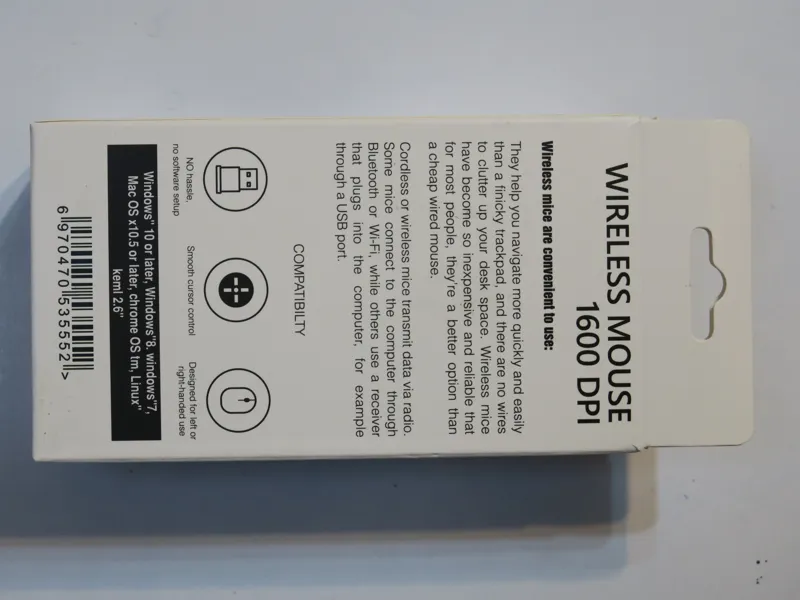 WIRELESS MOUSE
1600 DPI
Wireless mice are convenient to use:
They help you navigate more quickly and easily
than a finicky trackpad, and there are no wires
to clutter up your desk space. Wireless mice
have become so inexpensive and reliable that
for most people, they're a better option than
a cheap wired mouse.
Cordless or wireless mice transmit data via radio.
Some mice connect to the computer through
Bluetooth or Wi-Fi, while others use a receiver
that plugs into the computer, for example
through a USB port.
COMPATIBILTY
NO hassle,
no software setup
Smooth cursor control
Designed for left or
right-handed use
Windows" 10 or later, Windows"8. windows"7,
Mac OS x10.5 or later, chrome OS tm, Linux"
keml 2.6"
6 970470 535552 >